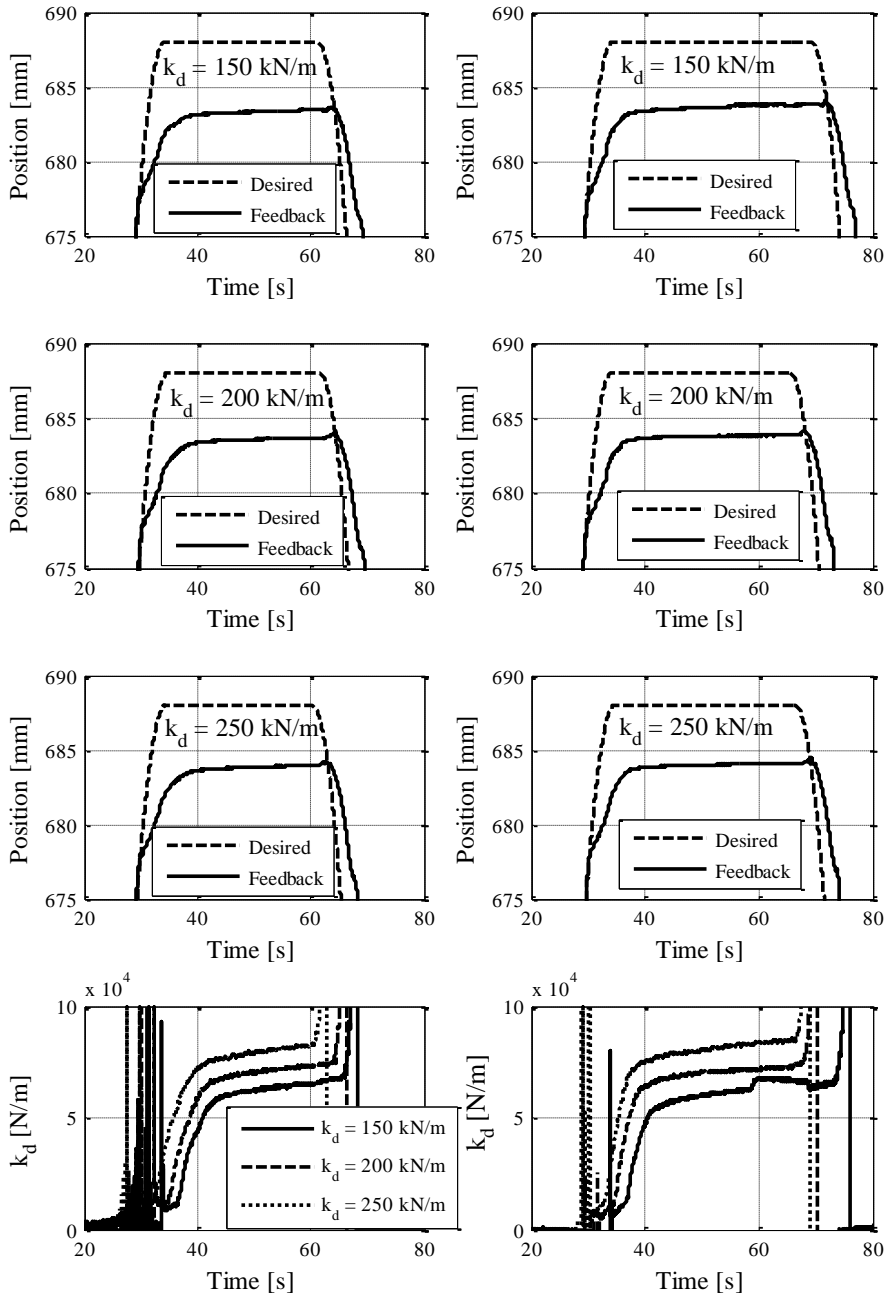 690
k_d = 150 kN/m
685
Position [mm]
680
Desired
Feedback
675
20 40 60 80
Time [s]
690
k_d = 150 kN/m
685
Position [mm]
680
Desired
Feedback
675
20 40 60 80
Time [s]
690
k_d = 200 kN/m
685
Position [mm]
680
Desired
Feedback
675
20 40 60 80
Time [s]
690
k_d = 200 kN/m
685
Position [mm]
680
Desired
Feedback
675
20 40 60 80
Time [s]
690
k_d = 250 kN/m
685
Position [mm]
680
Desired
Feedback
675
20 40 60 80
Time [s]
690
k_d = 250 kN/m
685
Position [mm]
680
Desired
Feedback
675
20 40 60 80
Time [s]
x 10^4
10
k_d [N/m]
5
k_d = 150 kN/m
k_d = 200 kN/m
k_d = 250 kN/m
0
20 40 60 80
Time [s]
x 10^4
10
k_d [N/m]
5
0
20 40 60 80
Time [s]